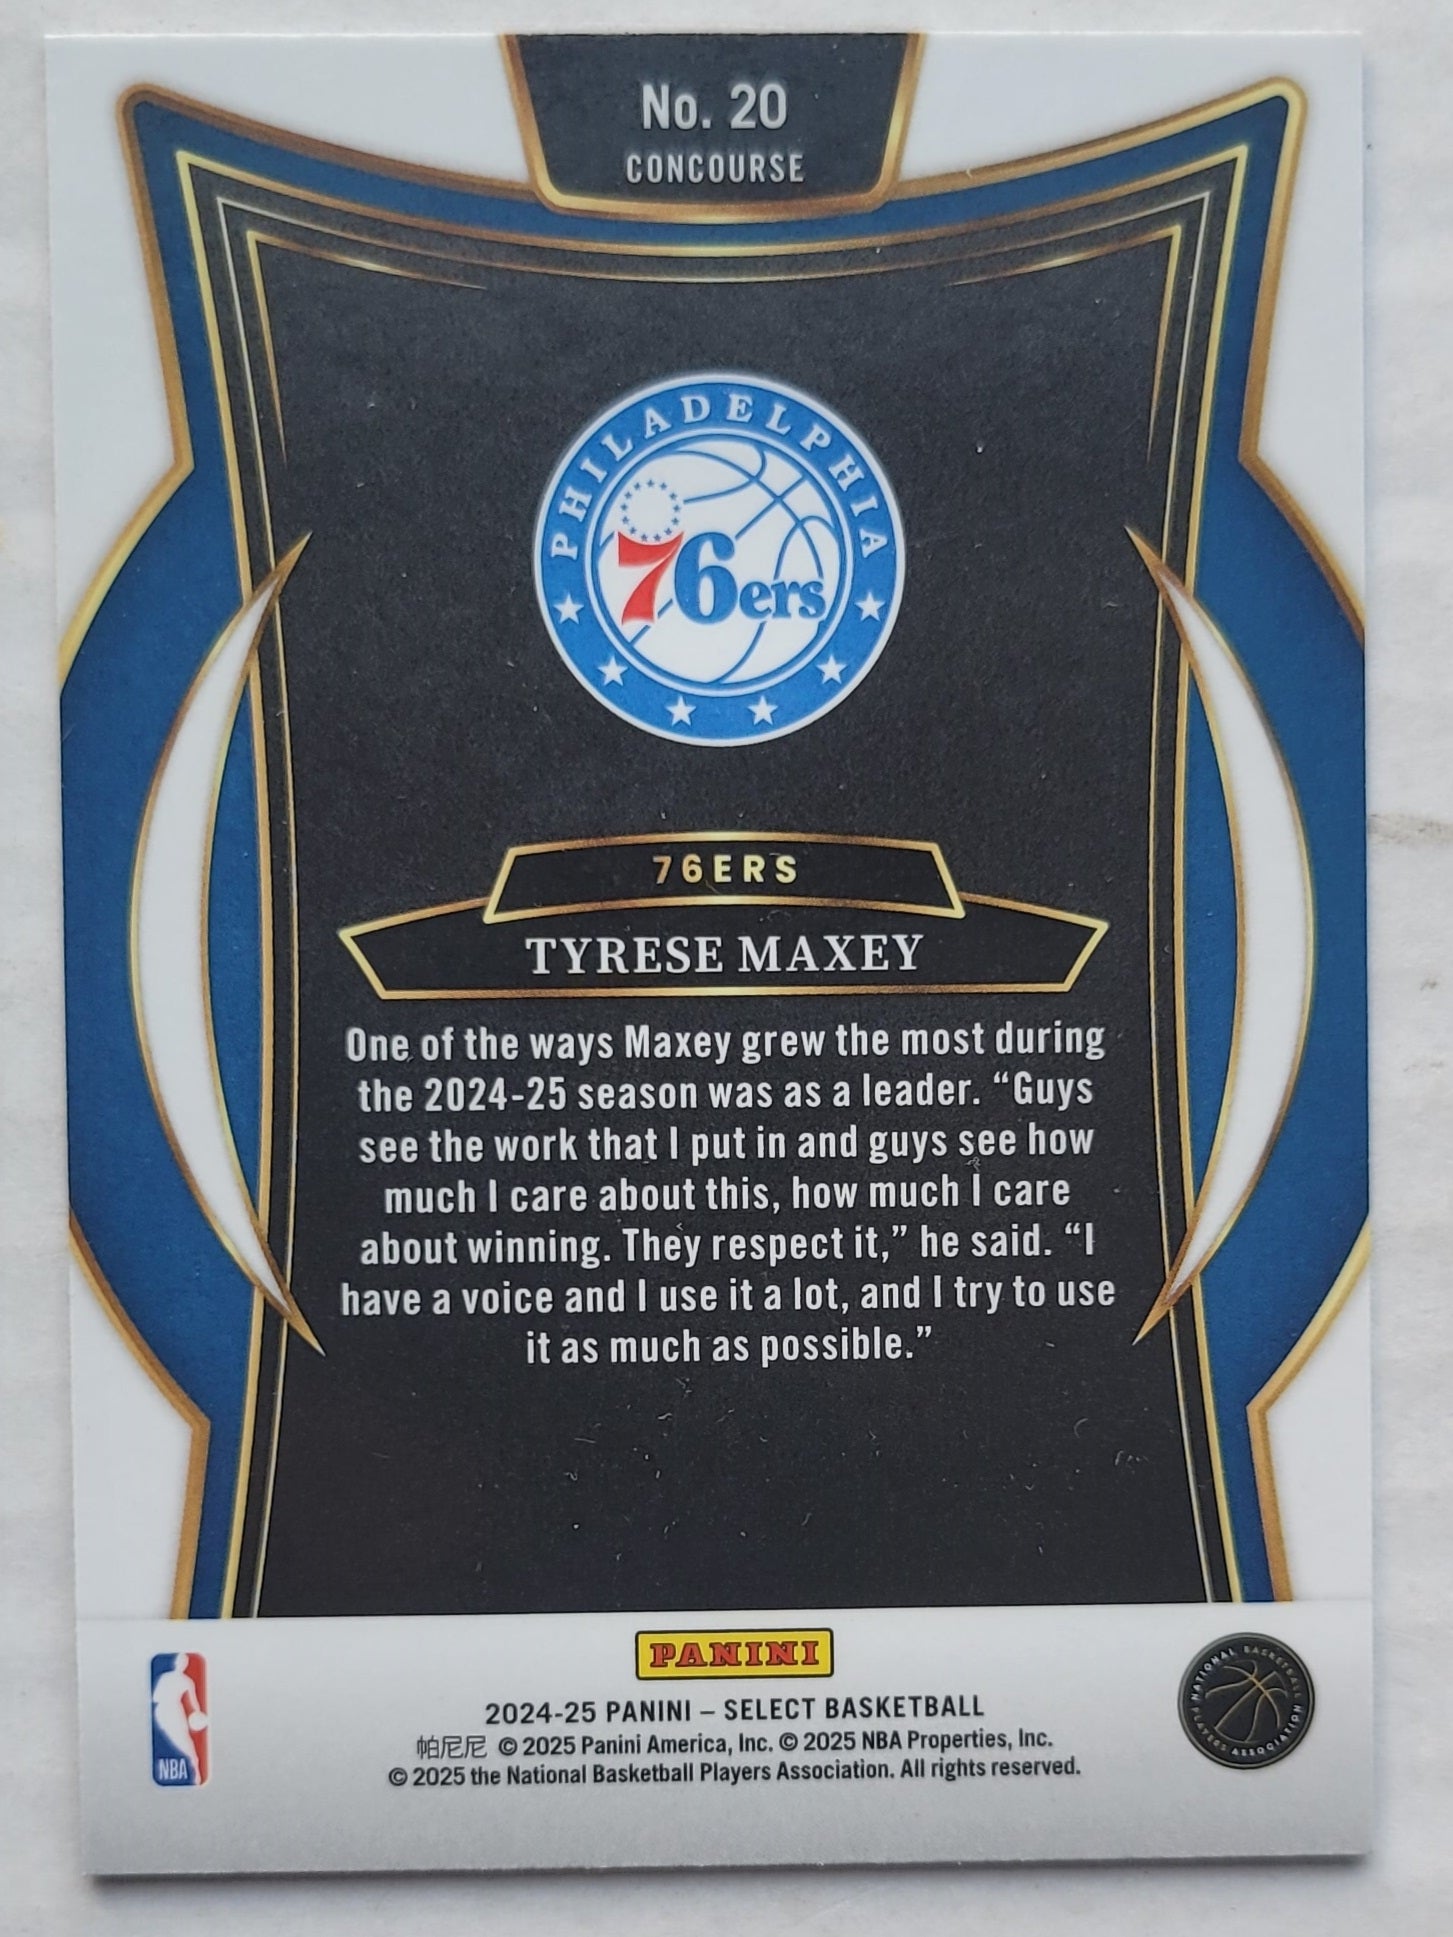 No. 20
CONCOURSE
PHILADELPHIA
76ers
76ERS
TYRESE MAXEY
One of the ways Maxey grew the most during
the 2024-25 season was as a leader. “Guys
see the work that I put in and guys see how
much I care about this, how much I care
about winning. They respect it,” he said. “I
have a voice and I use it a lot, and I try to use
it as much as possible.”
PANINI
2024-25 PANINI – SELECT BASKETBALL
帕尼尼 © 2025 Panini America, Inc. © 2025 NBA Properties, Inc.
© 2025 the National Basketball Players Association. All rights reserved.
NBA
NATIONAL BASKETBALL
PLAYERS ASSOCIATION